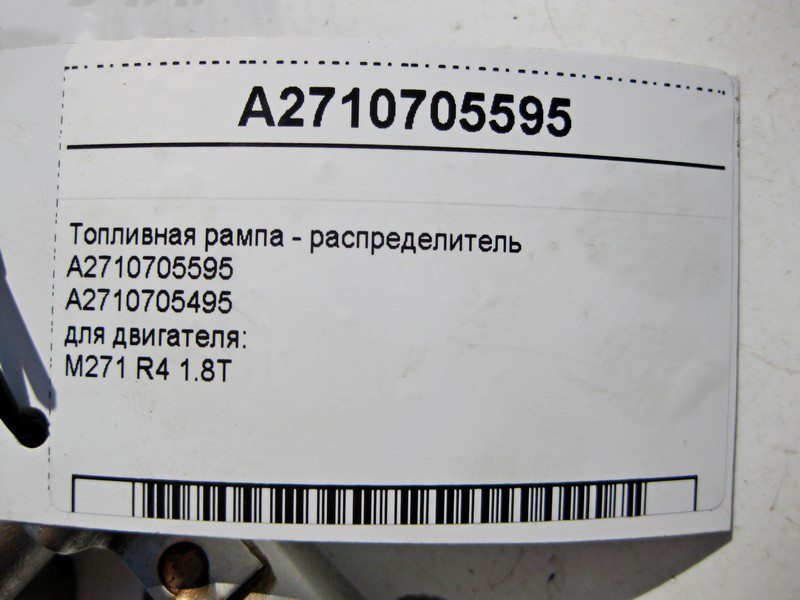 A2710705595
Топливная рампа - распределитель
A2710705595
A2710705495
для двигателя:
M271 R4 1.8T